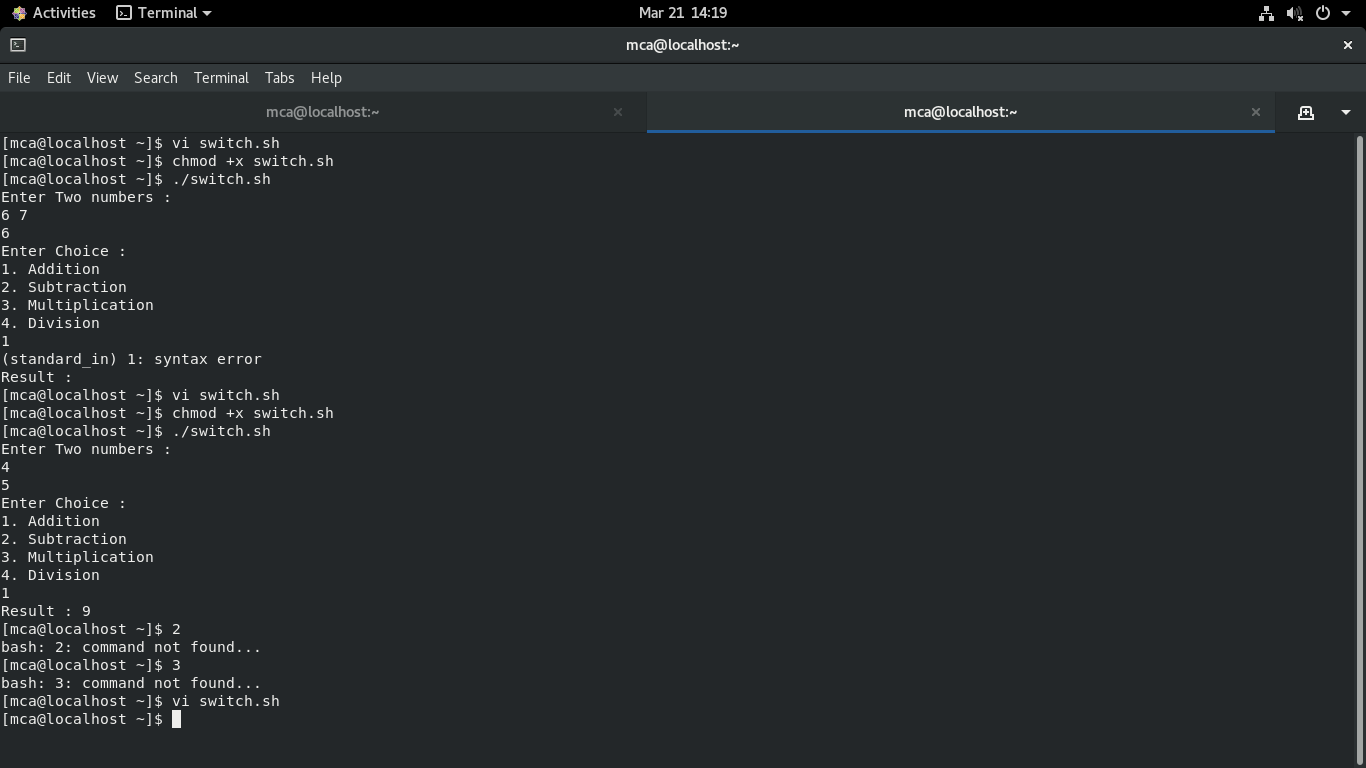 Activities
Terminal
Mar 21 14:19
mca@localhost:~
File Edit View Search Terminal Tabs Help
mca@localhost:~
mca@localhost:~
[mca@localhost ~]$ vi switch.sh
[mca@localhost ~]$ chmod +x switch.sh
[mca@localhost ~]$ ./switch.sh
Enter Two numbers :
6 7
6
Enter Choice :
1. Addition
2. Subtraction
3. Multiplication
4. Division
1
(standard_in) 1: syntax error
Result :
[mca@localhost ~]$ vi switch.sh
[mca@localhost ~]$ chmod +x switch.sh
[mca@localhost ~]$ ./switch.sh
Enter Two numbers :
4
5
Enter Choice :
1. Addition
2. Subtraction
3. Multiplication
4. Division
1
Result : 9
[mca@localhost ~]$ 2
bash: 2: command not found...
[mca@localhost ~]$ 3
bash: 3: command not found...
[mca@localhost ~]$ vi switch.sh
[mca@localhost ~]$